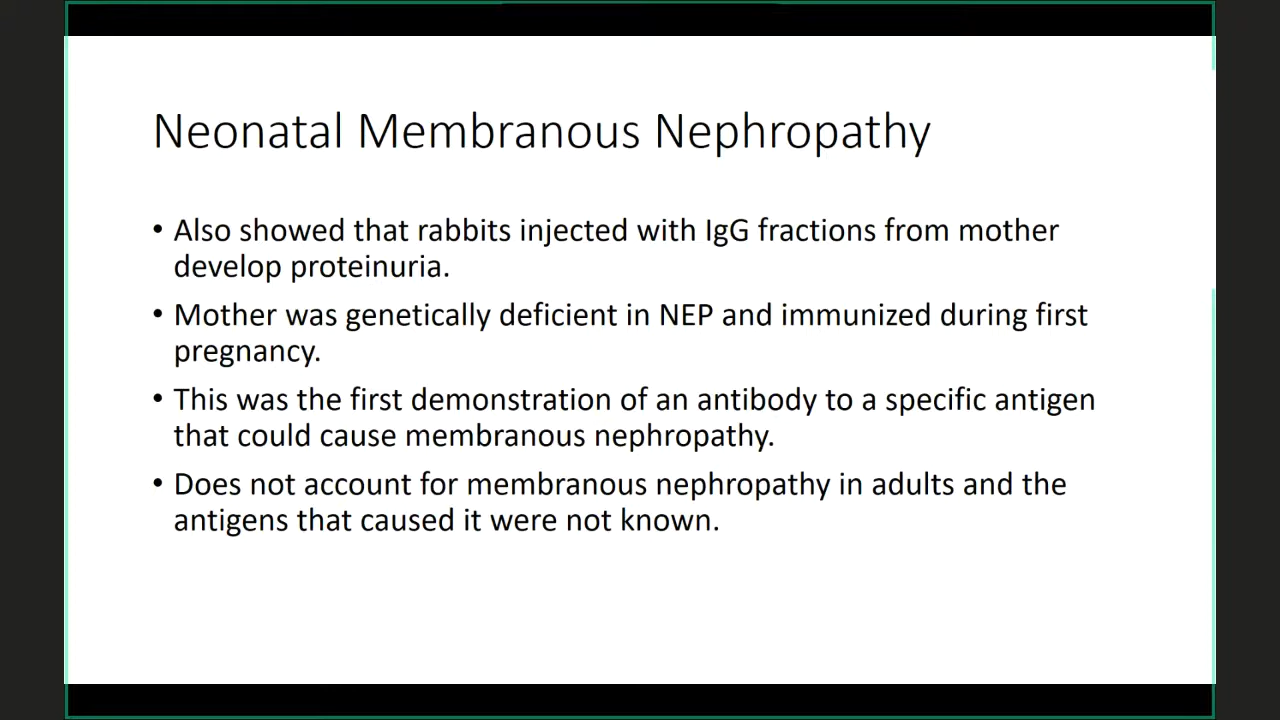 Neonatal Membranous Nephropathy
• Also showed that rabbits injected with IgG fractions from mother
develop proteinuria.
• Mother was genetically deficient in NEP and immunized during first
pregnancy.
• This was the first demonstration of an antibody to a specific antigen
that could cause membranous nephropathy.
• Does not account for membranous nephropathy in adults and the
antigens that caused it were not known.